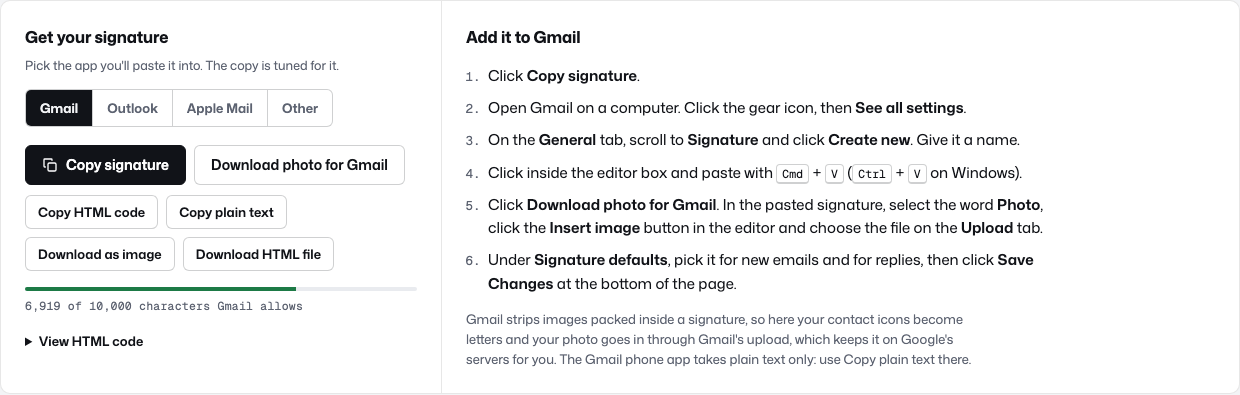 Get your signature
Pick the app you'll paste it into. The copy is tuned for it.
Gmail
Outlook
Apple Mail
Other
Copy signature
Download photo for Gmail
Copy HTML code
Copy plain text
Download as image
Download HTML file
6,919 of 10,000 characters Gmail allows
View HTML code
Add it to Gmail
1. Click Copy signature.
2. Open Gmail on a computer. Click the gear icon, then See all settings.
3. On the General tab, scroll to Signature and click Create new. Give it a name.
4. Click inside the editor box and paste with Cmd + V (Ctrl + V on Windows).
5. Click Download photo for Gmail. In the pasted signature, select the word Photo,
click the Insert image button in the editor and choose the file on the Upload tab.
6. Under Signature defaults, pick it for new emails and for replies, then click Save
Changes at the bottom of the page.
Gmail strips images packed inside a signature, so here your contact icons become
letters and your photo goes in through Gmail's upload, which keeps it on Google's
servers for you. The Gmail phone app takes plain text only: use Copy plain text there.